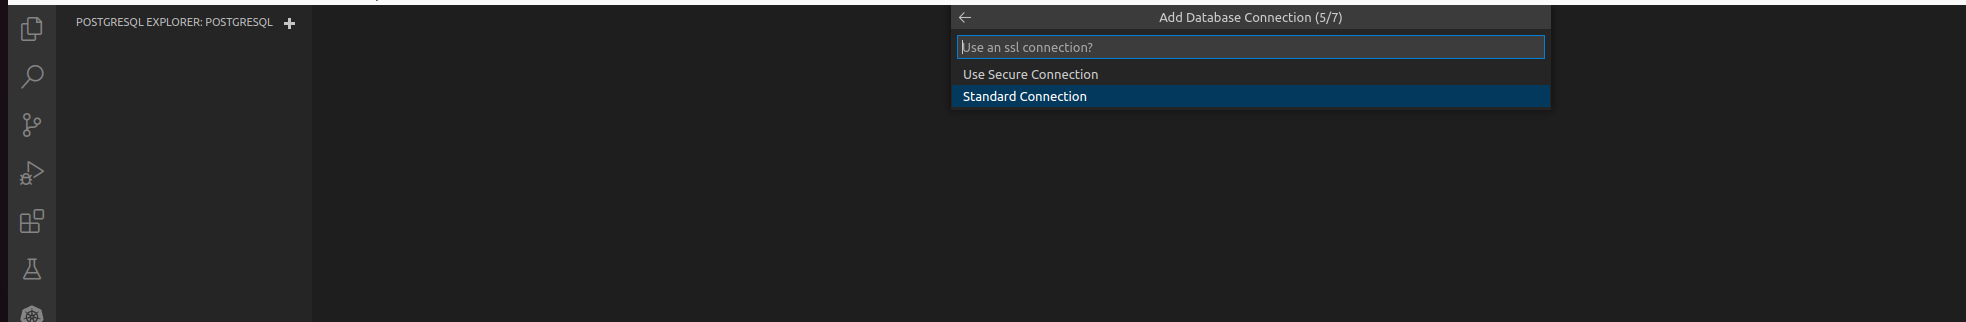 POSTGRESQL EXPLORER: POSTGRESQL
Add Database Connection (5/7)
Use an ssl connection?
Use Secure Connection
Standard Connection